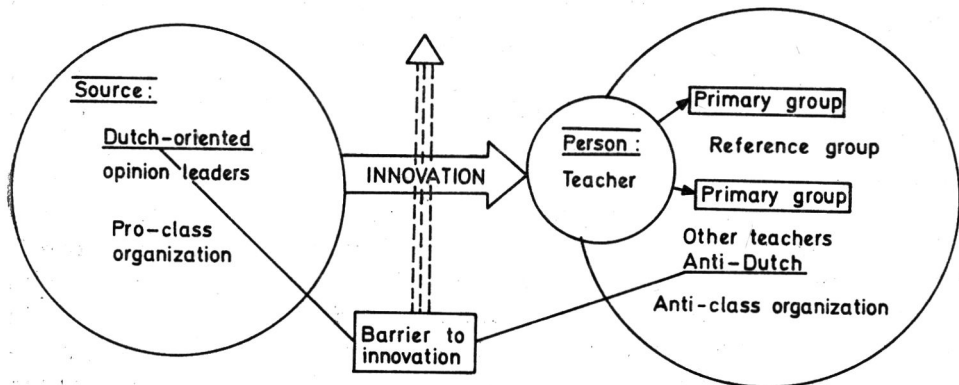 Source :
Dutch-oriented
opinion leaders
Pro-class
organization
INNOVATION
Barrier to
innovation
Person :
Teacher
Primary group
Reference group
Primary group
Other teachers
Anti-Dutch
Anti-class organization